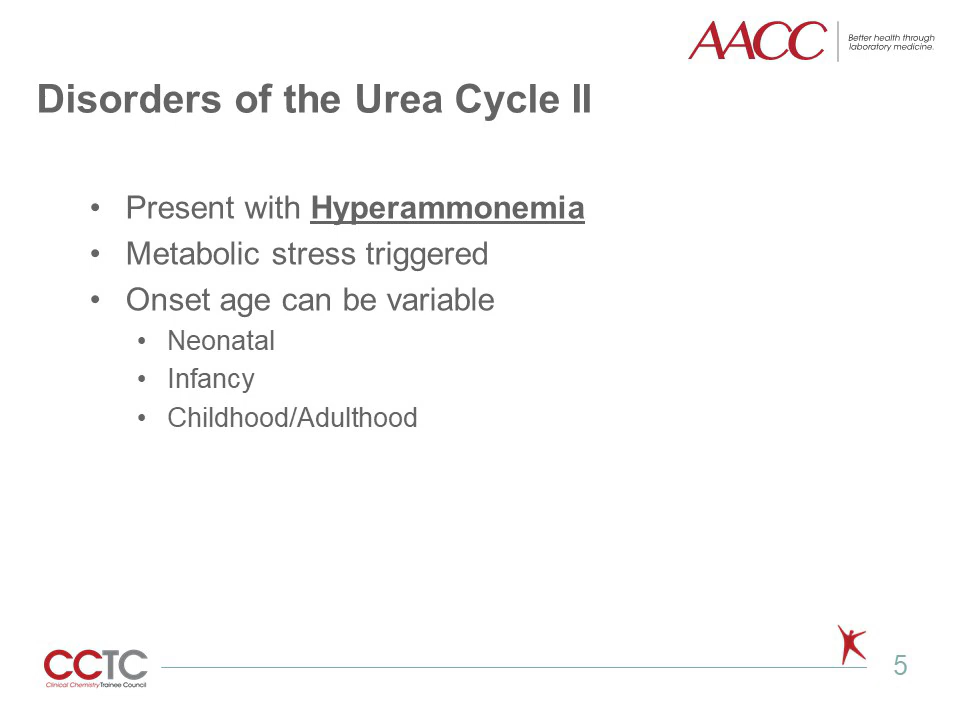 AACC
Better health through
laboratory medicine.
Disorders of the Urea Cycle II
• Present with Hyperammonemia
• Metabolic stress triggered
• Onset age can be variable
• Neonatal
• Infancy
• Childhood/Adulthood
CCTC
Clinical Chemistry Trainee Council
5